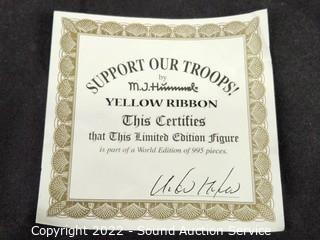 SUPPORT OUR TROOPS!
by
M.J. Hummel
YELLOW RIBBON
This Certifies
that This Limited Edition Figure
is part of a World Edition of 995 pieces.
Copyright 2022 - Sound Auction Service